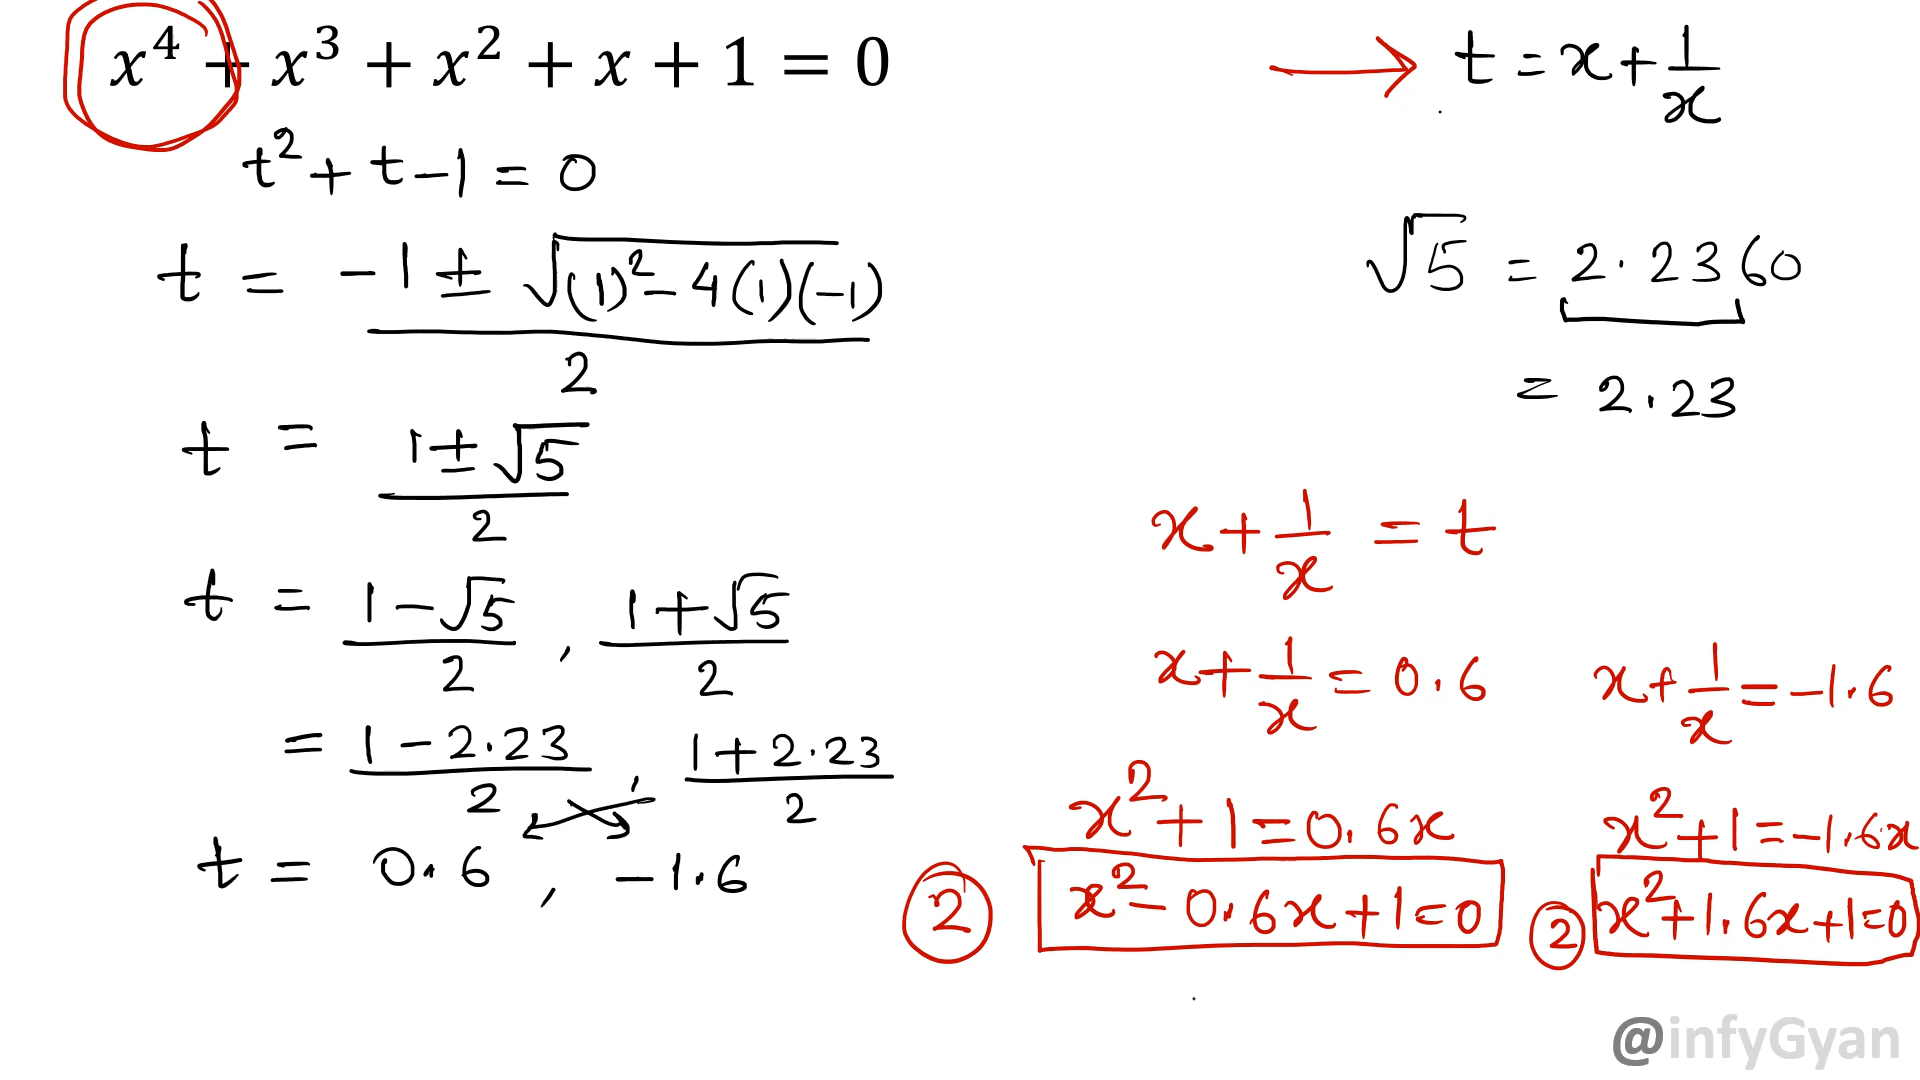 x⁴ + x³ + x² + x + 1 = 0
t² + t - 1 = 0
t = (-1 ± √((1)² - 4(1)(-1))) / 2
t = (1 ± √5) / 2
t = (1 - √5) / 2 , (1 + √5) / 2
= (1 - 2.23) / 2 , (1 + 2.23) / 2
t = 0.6 , -1.6
→ t = x + 1/x
√5 = 2.2360
= 2.23
x + 1/x = t
x + 1/x = 0.6
x² + 1 = 0.6x
② x² - 0.6x + 1 = 0
x + 1/x = -1.6
x² + 1 = -1.6x
② x² + 1.6x + 1 = 0
@infyGyan